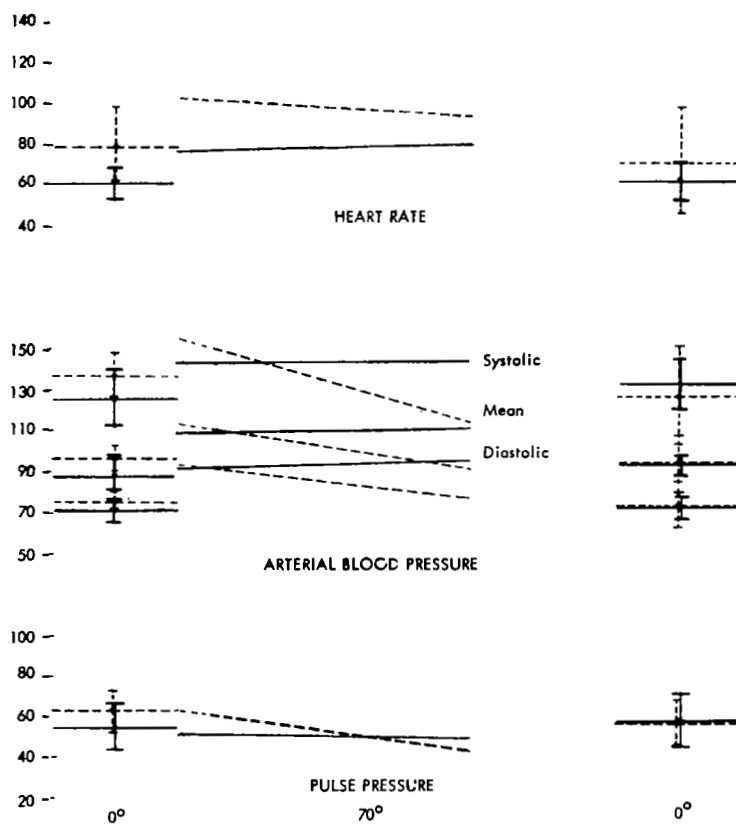 140
120
100
80
60
40
HEART RATE
150
130
110
90
70
50
Systolic
Mean
Diastolic
ARTERIAL BLOOD PRESSURE
100
80
60
40
20
PULSE PRESSURE
0° 70° 0°